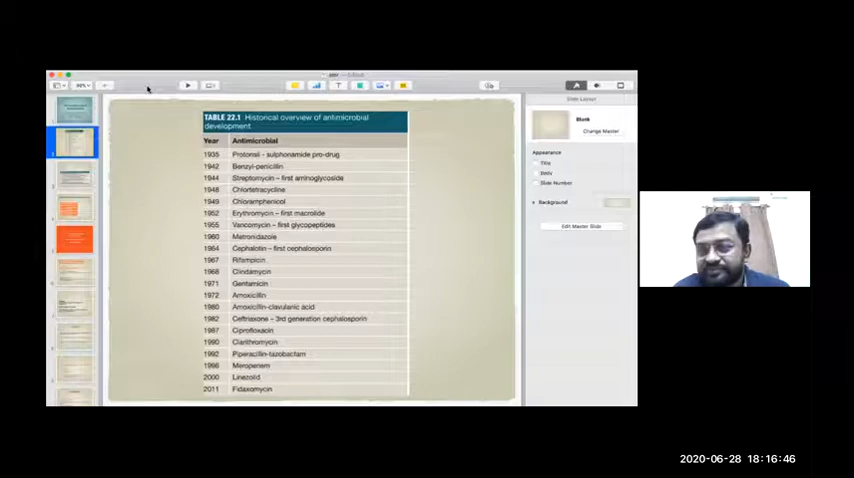 TABLE 22.1 Historical overview of antimicrobial
development
Year Antimicrobial
1935 Protonsil - sulphonamide pro-drug
1942 Benzyl-penicillin
1944 Streptomycin – first aminoglycoside
1948 Chlortetracycline
1949 Chloramphenicol
1952 Erythromycin – first macrolide
1955 Vancomycin – first glycopeptides
1960 Metronidazole
1964 Cephalotin – first cephalosporin
1967 Rifampicin
1968 Clindamycin
1971 Gentamicin
1972 Amoxicillin
1980 Amoxicillin-clavulanic acid
1982 Ceftriaxone – 3rd generation cephalosporin
1987 Ciprofloxacin
1990 Clarithromycin
1992 Piperacillin-tazobactam
1996 Meropenem
2000 Linezolid
2011 Fidaxomycin
Slide Layout
Blank
Change Master
Appearance
Title
Body
Slide Number
Background
Edit Master Slide
2020-06-28 18:16:46